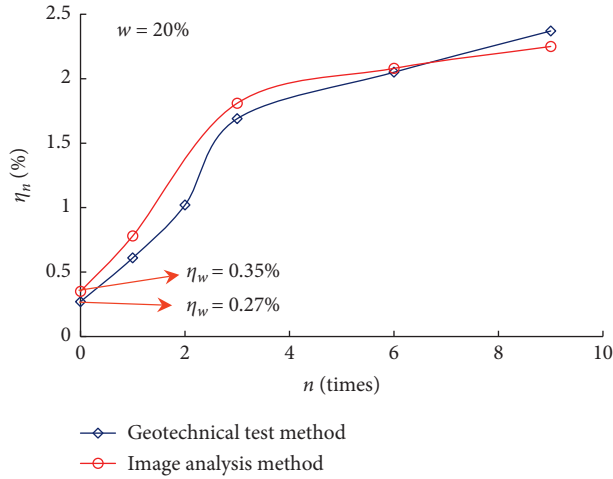 2.5
w = 20%
2
1.5
ηn (%)
1
ηw = 0.35%
0.5
ηw = 0.27%
0
0 2 4 6 8 10
n (times)
Geotechnical test method
Image analysis method